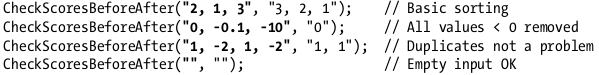 CheckScoresBeforeAfter("2, 1, 3", "3, 2, 1");    // Basic sorting
CheckScoresBeforeAfter("0, -0.1, -10", "0");     // All values < 0 removed
CheckScoresBeforeAfter("1, -2, 1, -2", "1, 1");  // Duplicates not a problem
CheckScoresBeforeAfter("", "");                  // Empty input OK